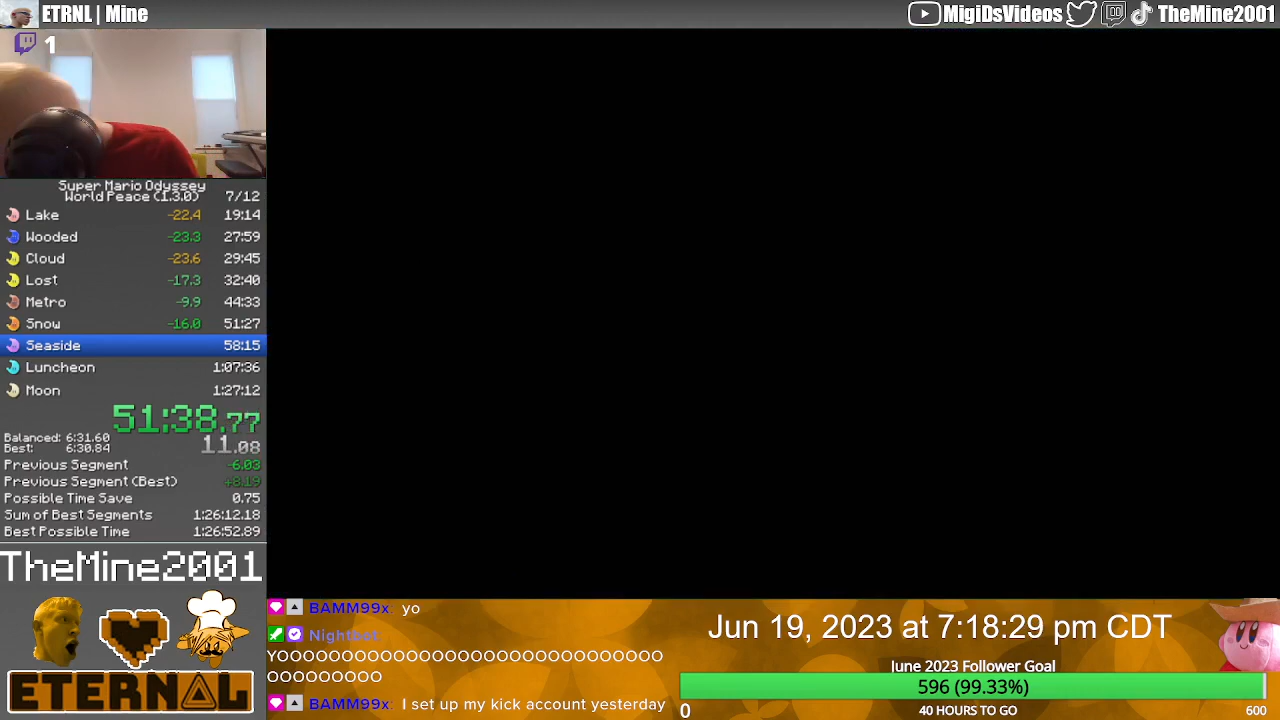 ETRNL | Mine
MigiDsVideos TheMine2001
1
Super Mario Odyssey
World Peace (1.3.0) 7/12
Lake -22.4 19:14
Wooded -23.3 27:59
Cloud -23.6 29:45
Lost -17.3 32:40
Metro -9.9 44:33
Snow -16.0 51:27
Seaside 58:15
Luncheon 1:07:36
Moon 1:27:12
51:38.77
Balanced: 6:31.60
Best: 6:30.84
11.08
Previous Segment -6.03
Previous Segment (Best) +8.19
Possible Time Save 0.75
Sum of Best Segments 1:26:12.18
Best Possible Time 1:26:52.89
TheMine2001
ETERNAL
BAMM99x: yo
Nightbot:
YOOOOOOOOOOOOOOOOOOOOOOOOOOOOOO
OOOOOOOOO
BAMM99x: I set up my kick account yesterday
Jun 19, 2023 at 7:18:29 pm CDT
June 2023 Follower Goal
596 (99.33%)
0 40 HOURS TO GO 600